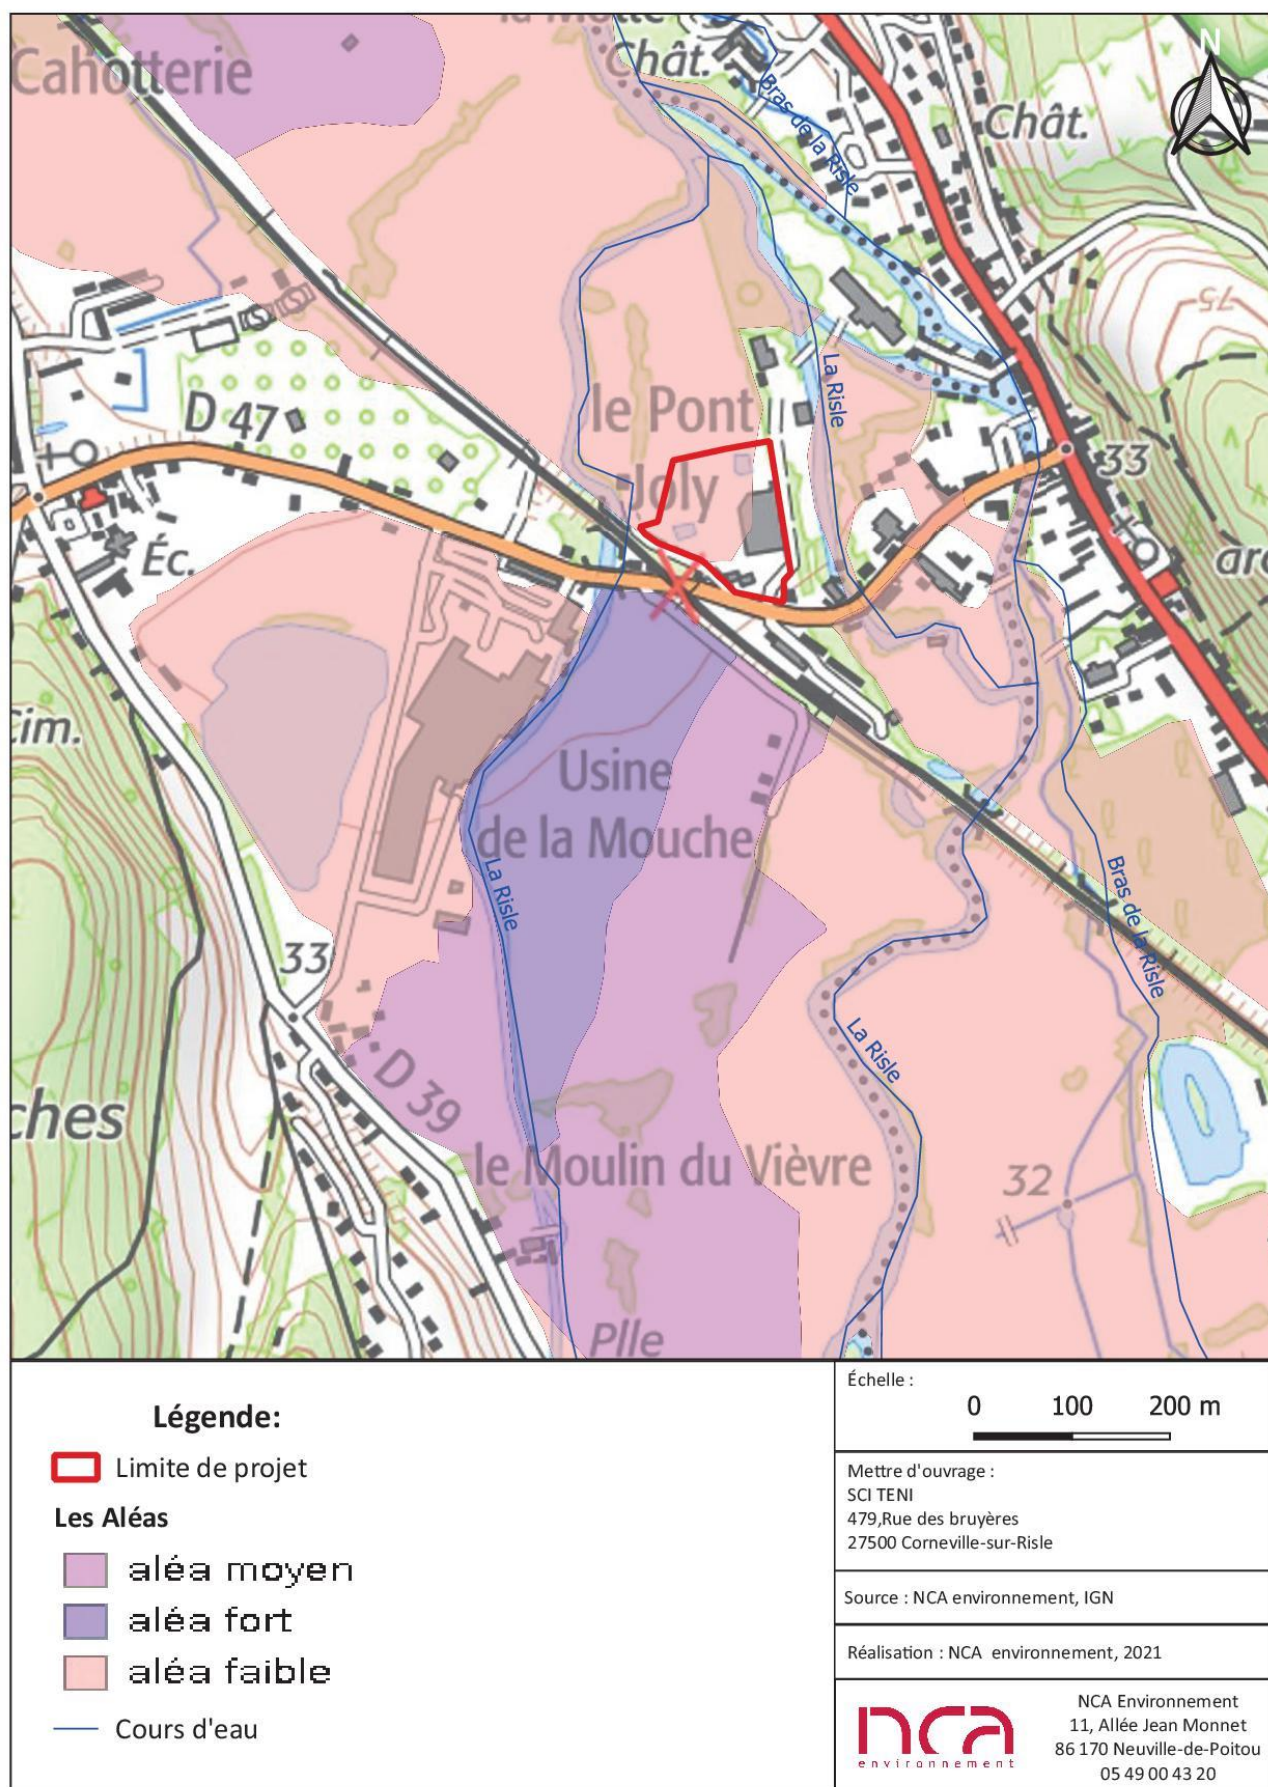 la Motte
Chât.
N
Cahotterie
Bras de la Risle
Chât.
75
le Pont
Joly
La Risle
D 47
33
Éc.
Cim.
Usine
de la Mouche
La Risle
33
Bras de la Risle
La Risle
D 39
ches
le Moulin du Vièvre
32
Plle
Légende:
Limite de projet
Les Aléas
aléa moyen
aléa fort
aléa faible
Cours d'eau
Échelle :
0 100 200 m
Mettre d'ouvrage :
SCI TENI
479,Rue des bruyères
27500 Corneville-sur-Risle
Source : NCA environnement, IGN
Réalisation : NCA environnement, 2021
nca
environnement
NCA Environnement
11, Allée Jean Monnet
86 170 Neuville-de-Poitou
05 49 00 43 20